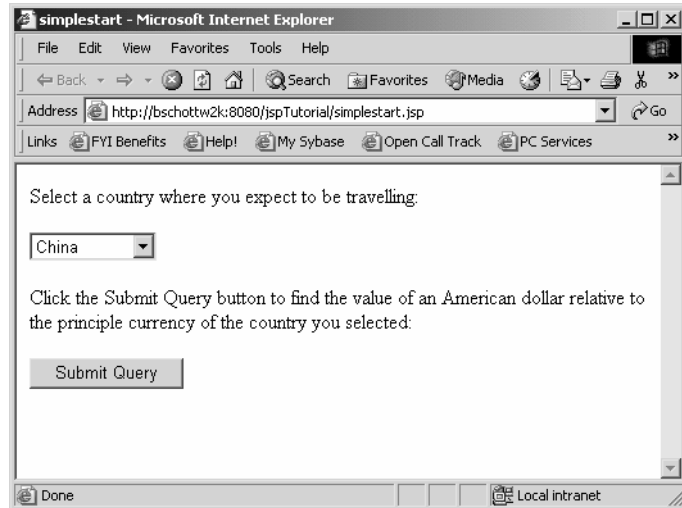 simplestart - Microsoft Internet Explorer
File Edit View Favorites Tools Help
Back Search Favorites Media »
Address http://bschottw2k:8080/jspTutorial/simplestart.jsp Go
Links FYI Benefits Help! My Sybase Open Call Track PC Services »
Select a country where you expect to be travelling:
China
Click the Submit Query button to find the value of an American dollar relative to
the principle currency of the country you selected:
Submit Query
Done Local intranet